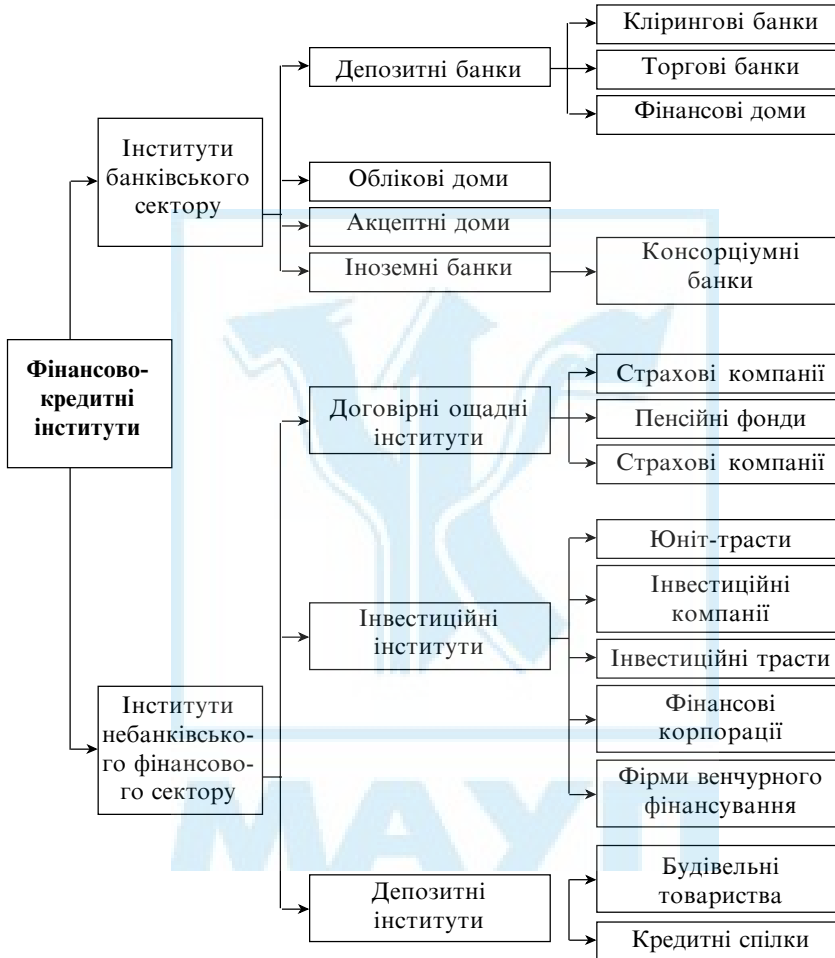 Фінансово-
кредитні
інститути
Інститути
банківського
сектору
Депозитні банки
Клірингові банки
Торгові банки
Фінансові доми
Облікові доми
Акцептні доми
Іноземні банки
Консорціумні
банки
Інститути
небанківсько-
го фінансово-
го сектору
Договірні ощадні
інститути
Страхові компанії
Пенсійні фонди
Страхові компанії
Інвестиційні
інститути
Юніт-трасти
Інвестиційні
компанії
Інвестиційні трасти
Фінансові
корпорації
Фірми венчурного
фінансування
Депозитні
інститути
Будівельні
товариства
Кредитні спілки
МАУП